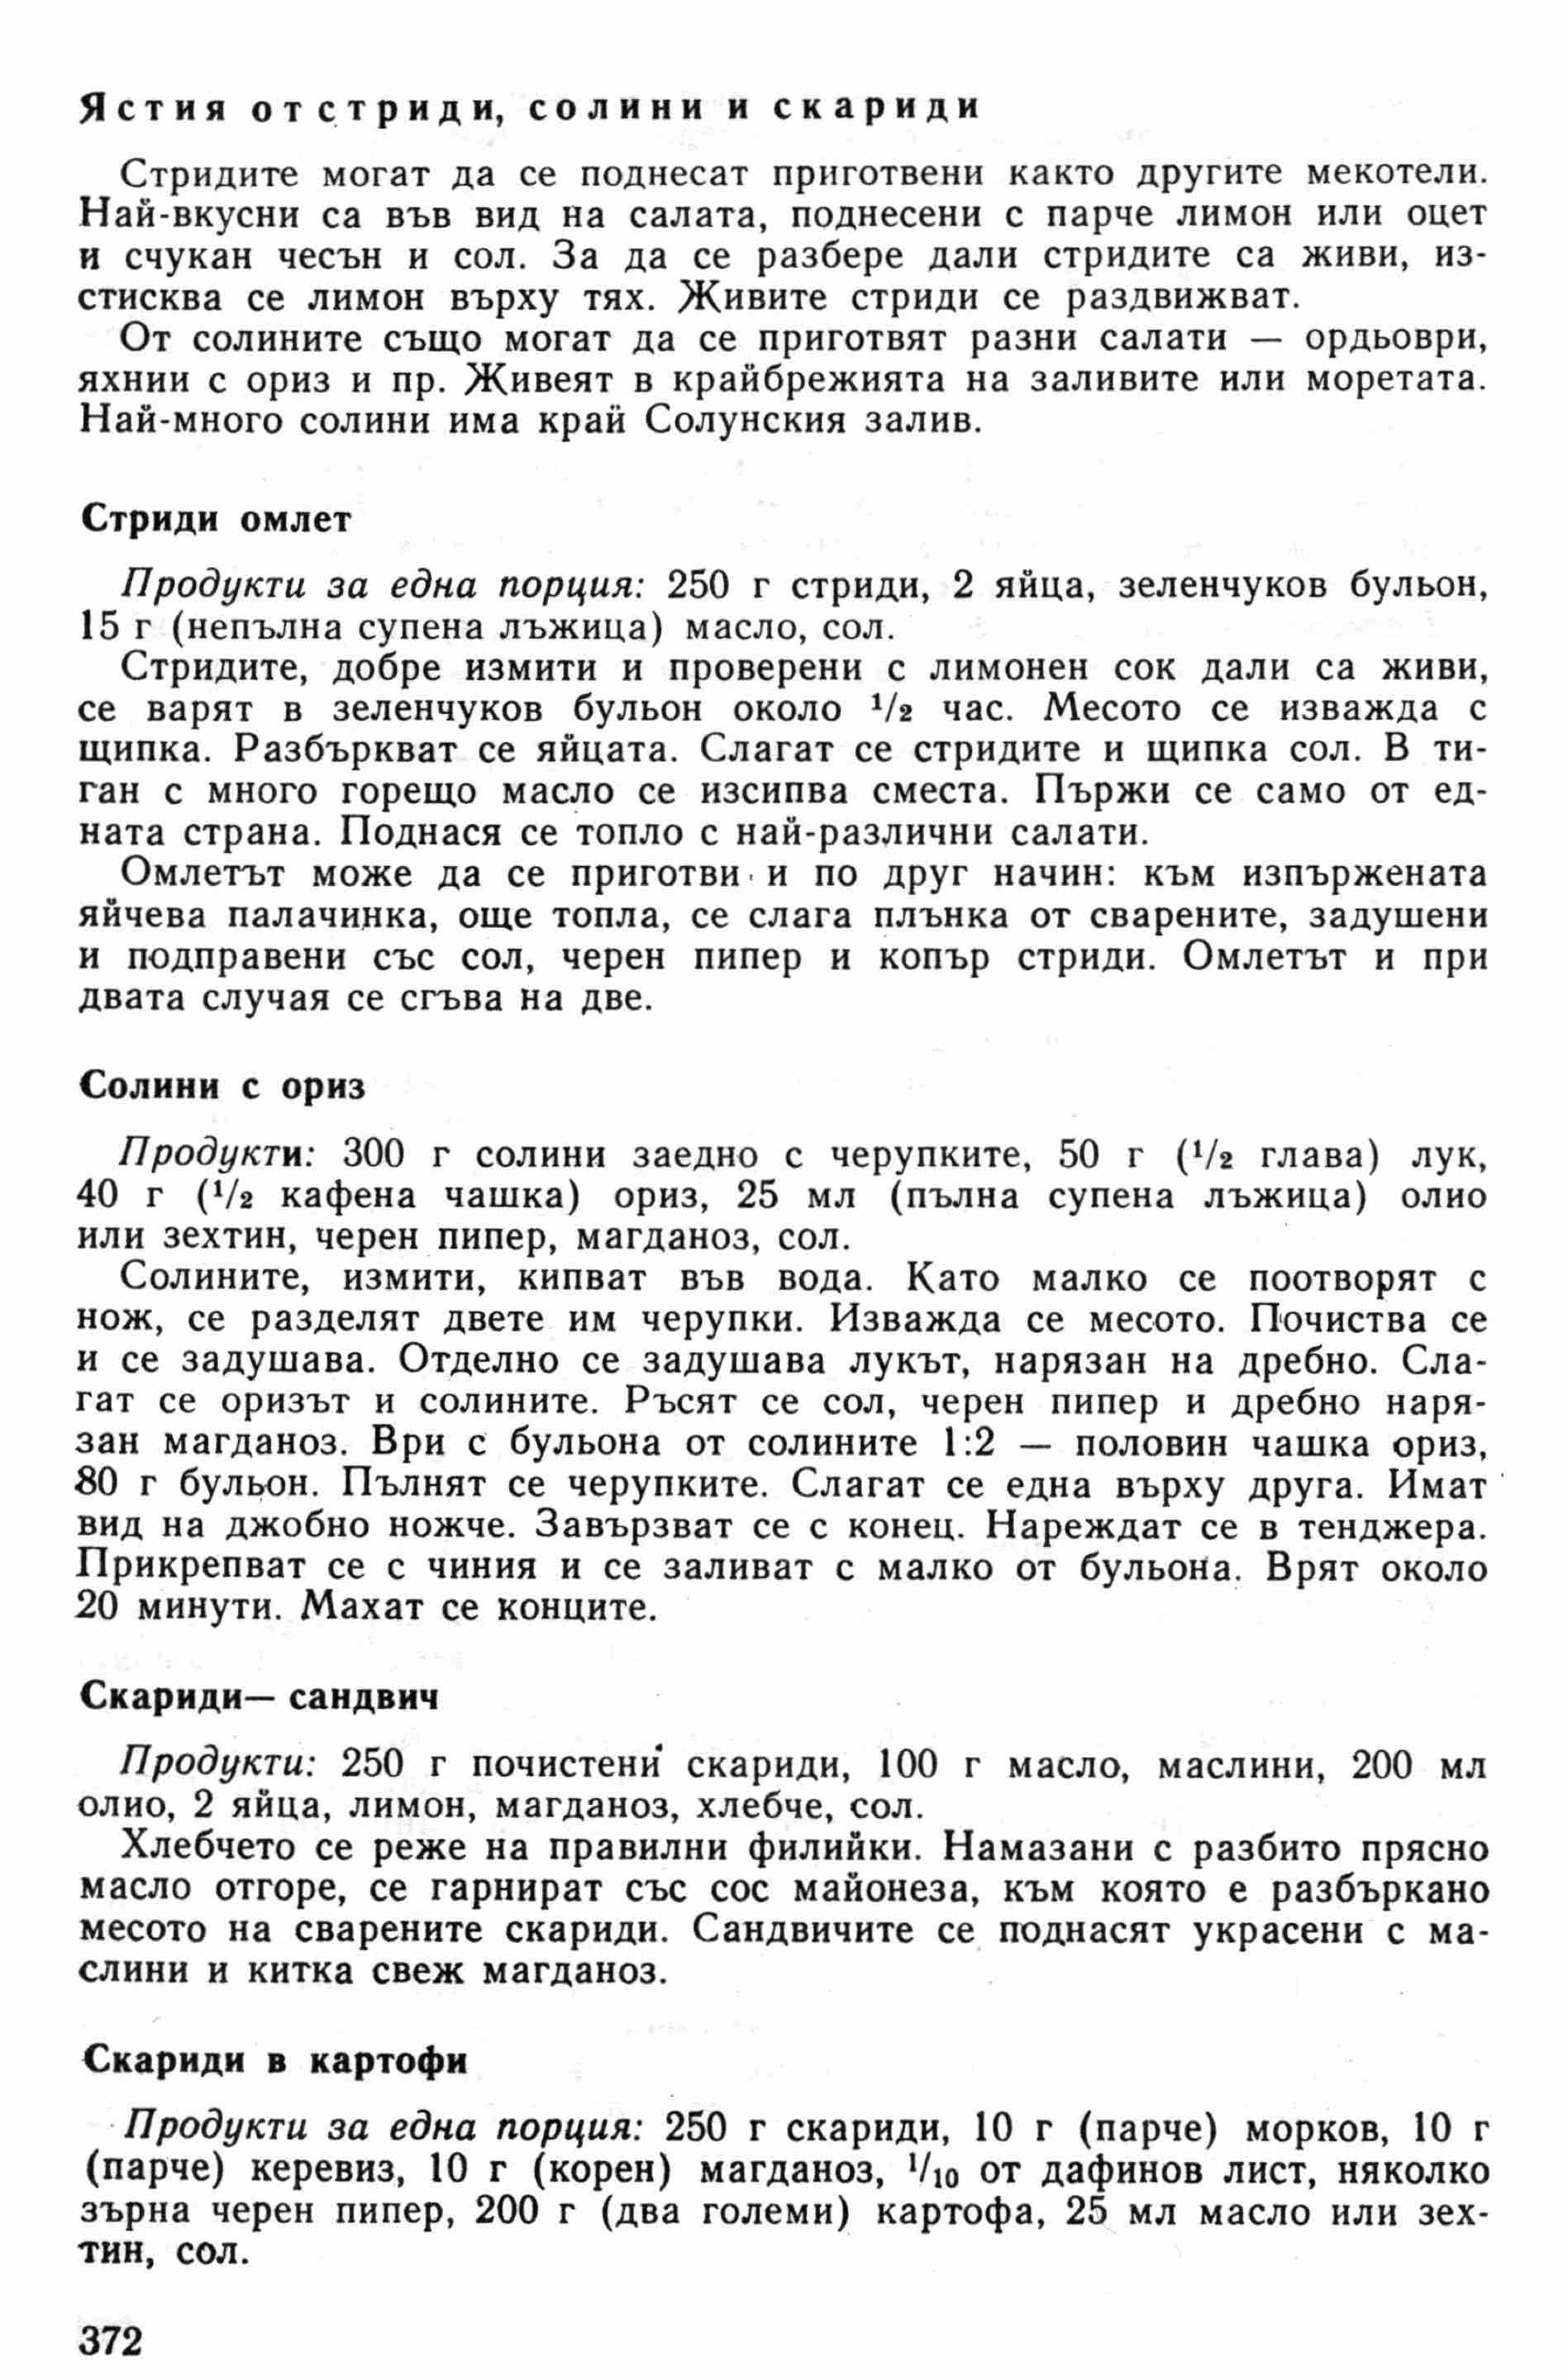 Ястия от стриди, солини и скариди
Стридите могат да се поднесат приготвени както другите мекотели.
Най-вкусни са във вид на салата, поднесени с парче лимон или оцет
и счукан чесън и сол. За да се разбере дали стридите са живи, из-
стисква се лимон върху тях. Живите стриди се раздвижват.
От солините също могат да се приготвят разни салати — ордьоври,
яхнии с ориз и пр. Живеят в крайбрежията на заливите или моретата.
Най-много солини има край Солунския залив.
Стриди омлет
Продукти за една порция: 250 г стриди, 2 яйца, зеленчуков бульон,
15 г (непълна супена лъжица) масло, сол.
Стридите, добре измити и проверени с лимонен сок дали са живи,
се варят в зеленчуков бульон около 1/2 час. Месото се изважда с
щипка. Разбъркват се яйцата. Слагат се стридите и щипка сол. В ти-
ган с много горещо масло се изсипва сместа. Пържи се само от ед-
ната страна. Поднася се топло с най-различни салати.
Омлетът може да се приготви и по друг начин: към изпържената
яйчева палачинка, още топла, се слага плънка от сварените, задушени
и подправени със сол, черен пипер и копър стриди. Омлетът и при
двата случая се сгъва на две.
Солини с ориз
Продукти: 300 г солини заедно с черупките, 50 г (1/2 глава) лук,
40 г (1/2 кафена чашка) ориз, 25 мл (пълна супена лъжица) олио
или зехтин, черен пипер, магданоз, сол.
Солините, измити, кипват във вода. Като малко се поотворят с
нож, се разделят двете им черупки. Изважда се месото. Почиства се
и се задушава. Отделно се задушава лукът, нарязан на дребно. Сла-
гат се оризът и солините. Ръсят се сол, черен пипер и дребно наря-
зан магданоз. Ври с бульона от солините 1:2 — половин чашка ориз,
80 г бульон. Пълнят се черупките. Слагат се една върху друга. Имат
вид на джобно ножче. Завързват се с конец. Нареждат се в тенджера.
Прикрепват се с чиния и се заливат с малко от бульона. Врят около
20 минути. Махат се конците.
Скариди— сандвич
Продукти: 250 г почистени скариди, 100 г масло, маслини, 200 мл
олио, 2 яйца, лимон, магданоз, хлебче, сол.
Хлебчето се реже на правилни филийки. Намазани с разбито прясно
масло отгоре, се гарнират със сос майонеза, към която е разбъркано
месото на сварените скариди. Сандвичите се поднасят украсени с ма-
слини и китка свеж магданоз.
Скариди в картофи
Продукти за една порция: 250 г скариди, 10 г (парче) морков, 10 г
(парче) керевиз, 10 г (корен) магданоз, 1/10 от дафинов лист, няколко
зърна черен пипер, 200 г (два големи) картофа, 25 мл масло или зех-
тин, сол.
372